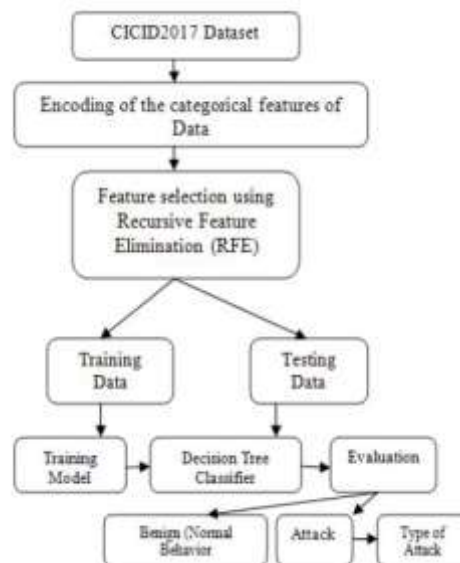 CICID2017 Dataset
Encoding of the categorical features of
Data
Feature selection using
Recursive Feature
Elimination (RFE)
Training
Data
Testing
Data
Training
Model
Decision Tree
Classifier
Evaluation
Benign (Normal
Behavior
Attack
Type of
Attack